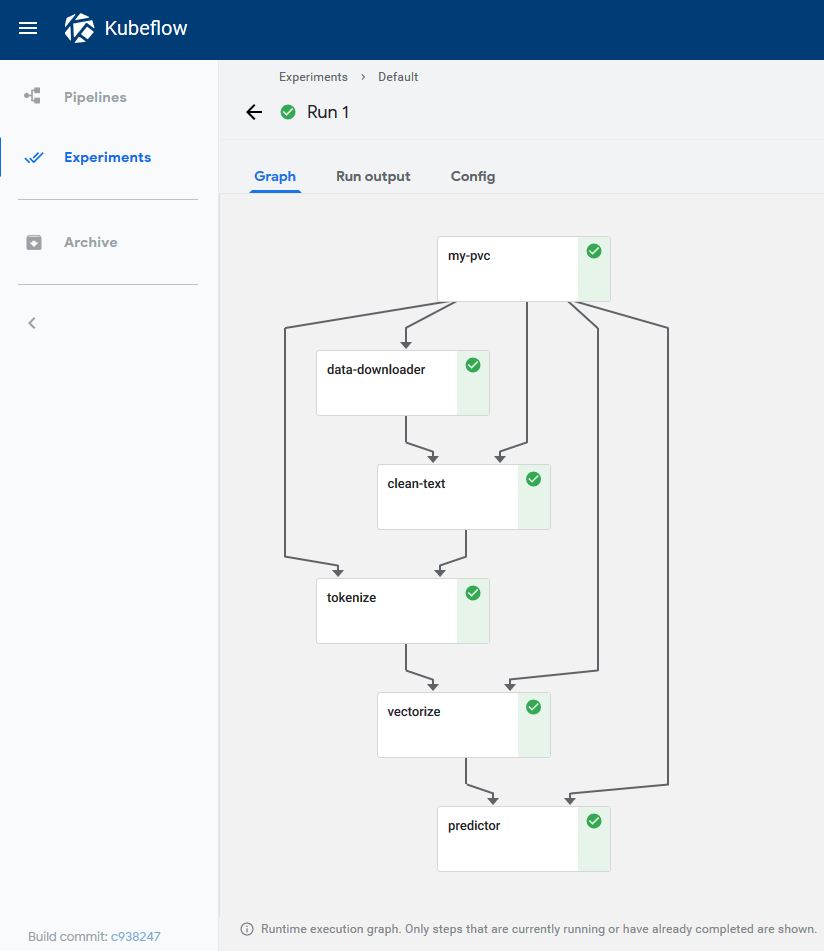 Kubeflow
Pipelines
Experiments
Archive
Experiments > Default
Run 1
Graph Run output Config
my-pvc
data-downloader
clean-text
tokenize
vectorize
predictor
Runtime execution graph. Only steps that are currently running or have already completed are shown.
Build commit: c938247